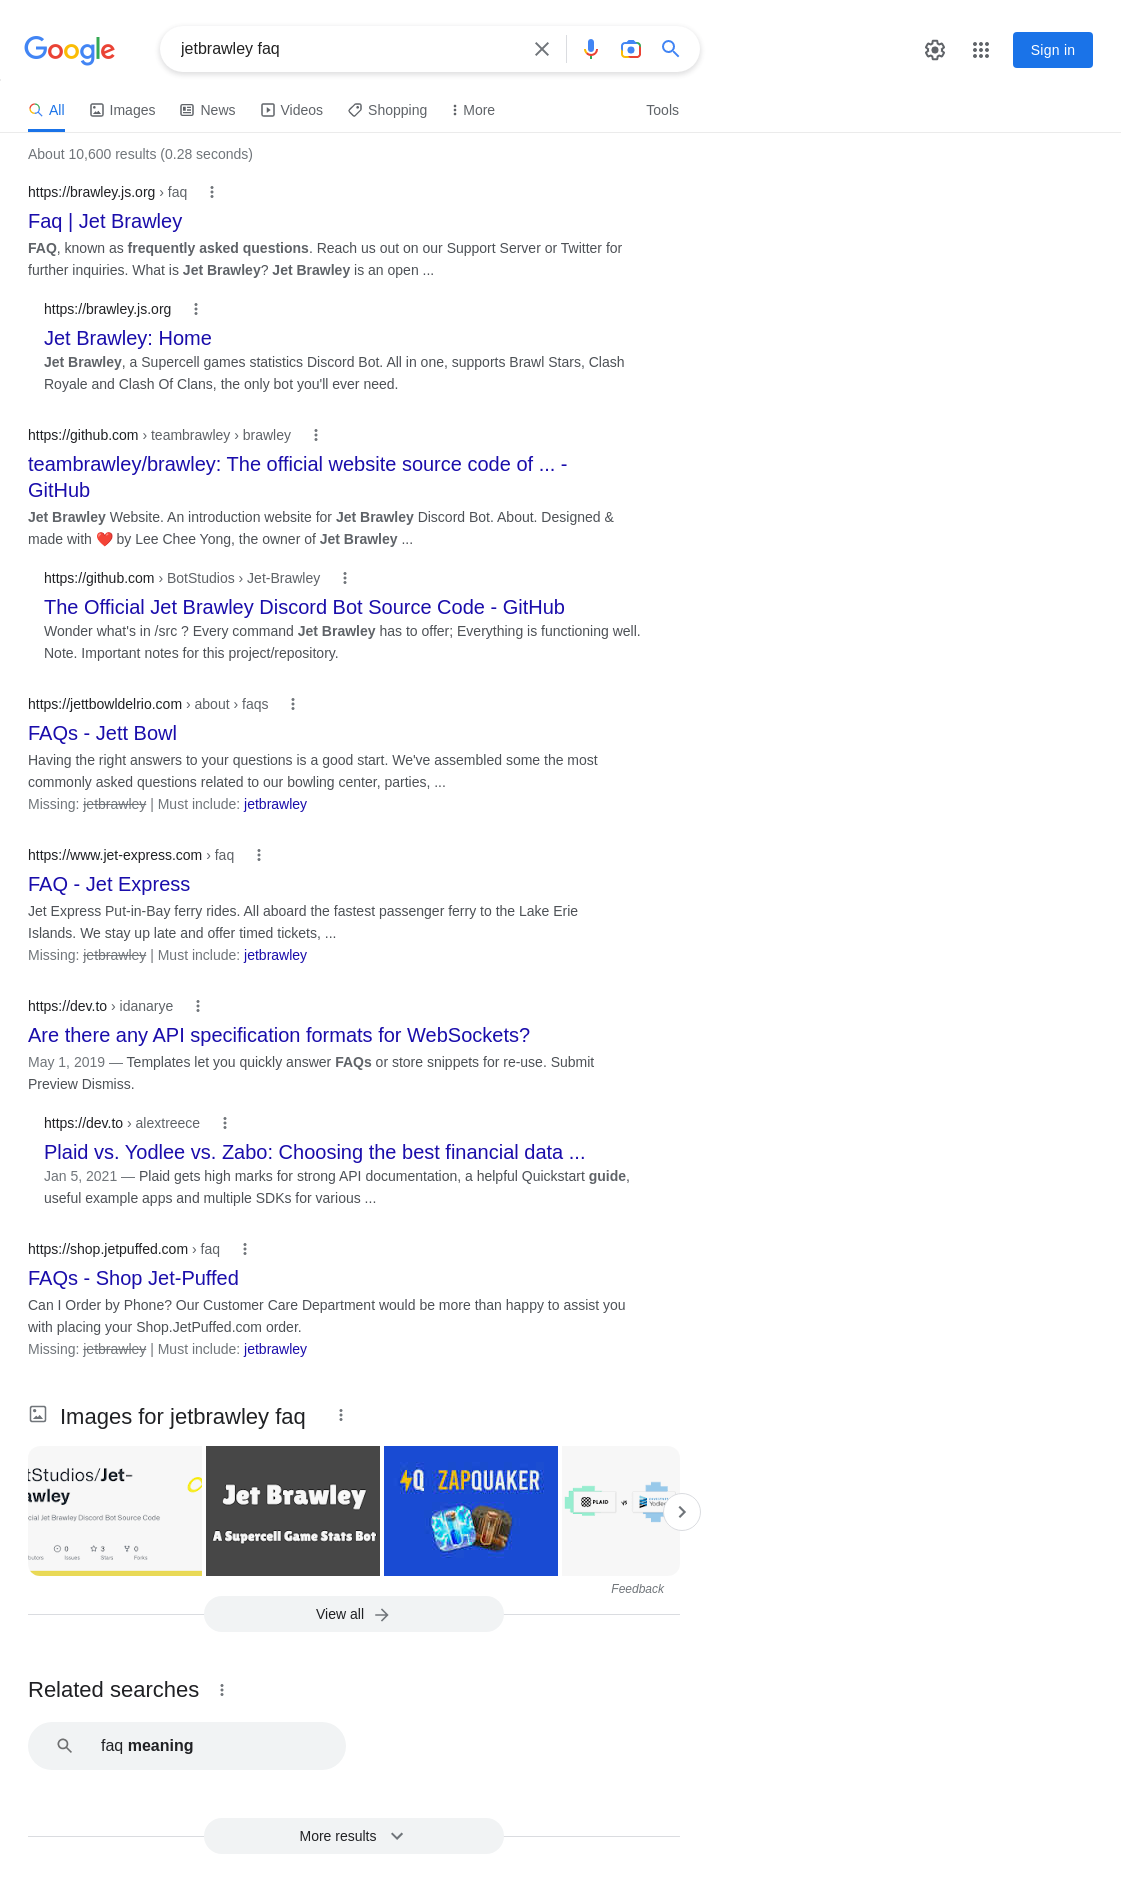 Google
jetbrawley faq
Sign in
All
Images
News
Videos
Shopping
More
Tools
About 10,600 results (0.28 seconds)
https://brawley.js.org › faq
Faq | Jet Brawley
FAQ, known as frequently asked questions. Reach us out on our Support Server or Twitter for
further inquiries. What is Jet Brawley? Jet Brawley is an open ...
https://brawley.js.org
Jet Brawley: Home
Jet Brawley, a Supercell games statistics Discord Bot. All in one, supports Brawl Stars, Clash
Royale and Clash Of Clans, the only bot you'll ever need.
https://github.com › teambrawley › brawley
teambrawley/brawley: The official website source code of ... -
GitHub
Jet Brawley Website. An introduction website for Jet Brawley Discord Bot. About. Designed &
made with ❤️ by Lee Chee Yong, the owner of Jet Brawley ...
https://github.com › BotStudios › Jet-Brawley
The Official Jet Brawley Discord Bot Source Code - GitHub
Wonder what's in /src ? Every command Jet Brawley has to offer; Everything is functioning well.
Note. Important notes for this project/repository.
https://jettbowldelrio.com › about › faqs
FAQs - Jett Bowl
Having the right answers to your questions is a good start. We've assembled some the most
commonly asked questions related to our bowling center, parties, ...
Missing: jetbrawley | Must include: jetbrawley
https://www.jet-express.com › faq
FAQ - Jet Express
Jet Express Put-in-Bay ferry rides. All aboard the fastest passenger ferry to the Lake Erie
Islands. We stay up late and offer timed tickets, ...
Missing: jetbrawley | Must include: jetbrawley
https://dev.to › idanarye
Are there any API specification formats for WebSockets?
May 1, 2019 — Templates let you quickly answer FAQs or store snippets for re-use. Submit
Preview Dismiss.
https://dev.to › alextreece
Plaid vs. Yodlee vs. Zabo: Choosing the best financial data ...
Jan 5, 2021 — Plaid gets high marks for strong API documentation, a helpful Quickstart guide,
useful example apps and multiple SDKs for various ...
https://shop.jetpuffed.com › faq
FAQs - Shop Jet-Puffed
Can I Order by Phone? Our Customer Care Department would be more than happy to assist you
with placing your Shop.JetPuffed.com order.
Missing: jetbrawley | Must include: jetbrawley
Images for jetbrawley faq
tStudios/Jet-
awley
cial Jet Brawley Discord Bot Source Code
0 3 0
butors Issues Stars Forks
Jet Brawley
A Supercell Game Stats Bot
Q ZAPQUAKER
PLAID vs Yodlee
Feedback
View all
Related searches
faq meaning
More results